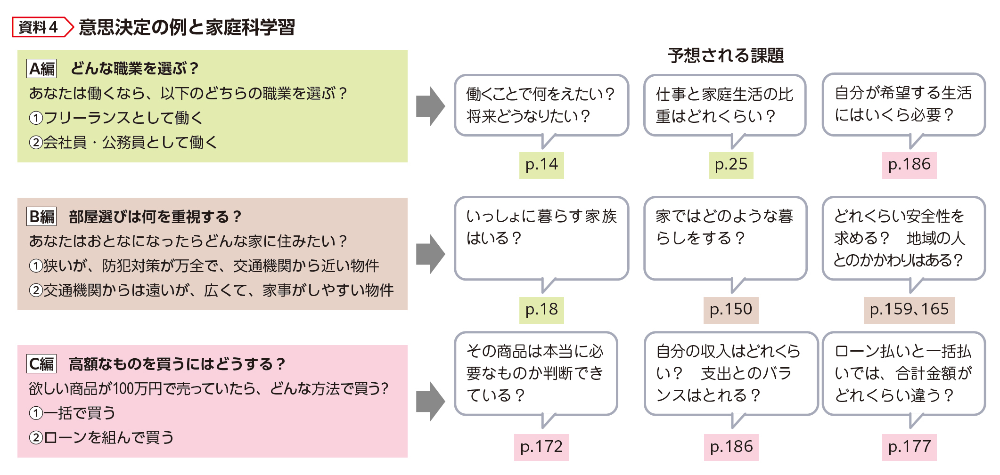 資料4 意思決定の例と家庭科学習
A編 どんな職業を選ぶ？
あなたは働くなら、以下のどちらの職業を選ぶ？
①フリーランスとして働く
②会社員・公務員として働く
予想される課題
働くことで何をえたい？
将来どうなりたい？
p.14
仕事と家庭生活の比
重はどれくらい？
p.25
自分が希望する生活
にはいくら必要？
p.186
B編 部屋選びは何を重視する？
あなたはおとなになったらどんな家に住みたい？
①狭いが、防犯対策が万全で、交通機関から近い物件
②交通機関からは遠いが、広くて、家事がしやすい物件
いっしょに暮らす家族
はいる？
p.18
家ではどのような暮
らしをする？
p.150
どれくらい安全性を
求める？　地域の人
とのかかわりはある？
p.159、165
C編 高額なものを買うにはどうする？
欲しい商品が100万円で売っていたら、どんな方法で買う？
①一括で買う
②ローンを組んで買う
その商品は本当に必
要なものか判断でき
ている？
p.172
自分の収入はどれくら
い？　支出とのバラ
ンスはとれる？
p.186
ローン払いと一括払
いでは、合計金額が
どれくらい違う？
p.177